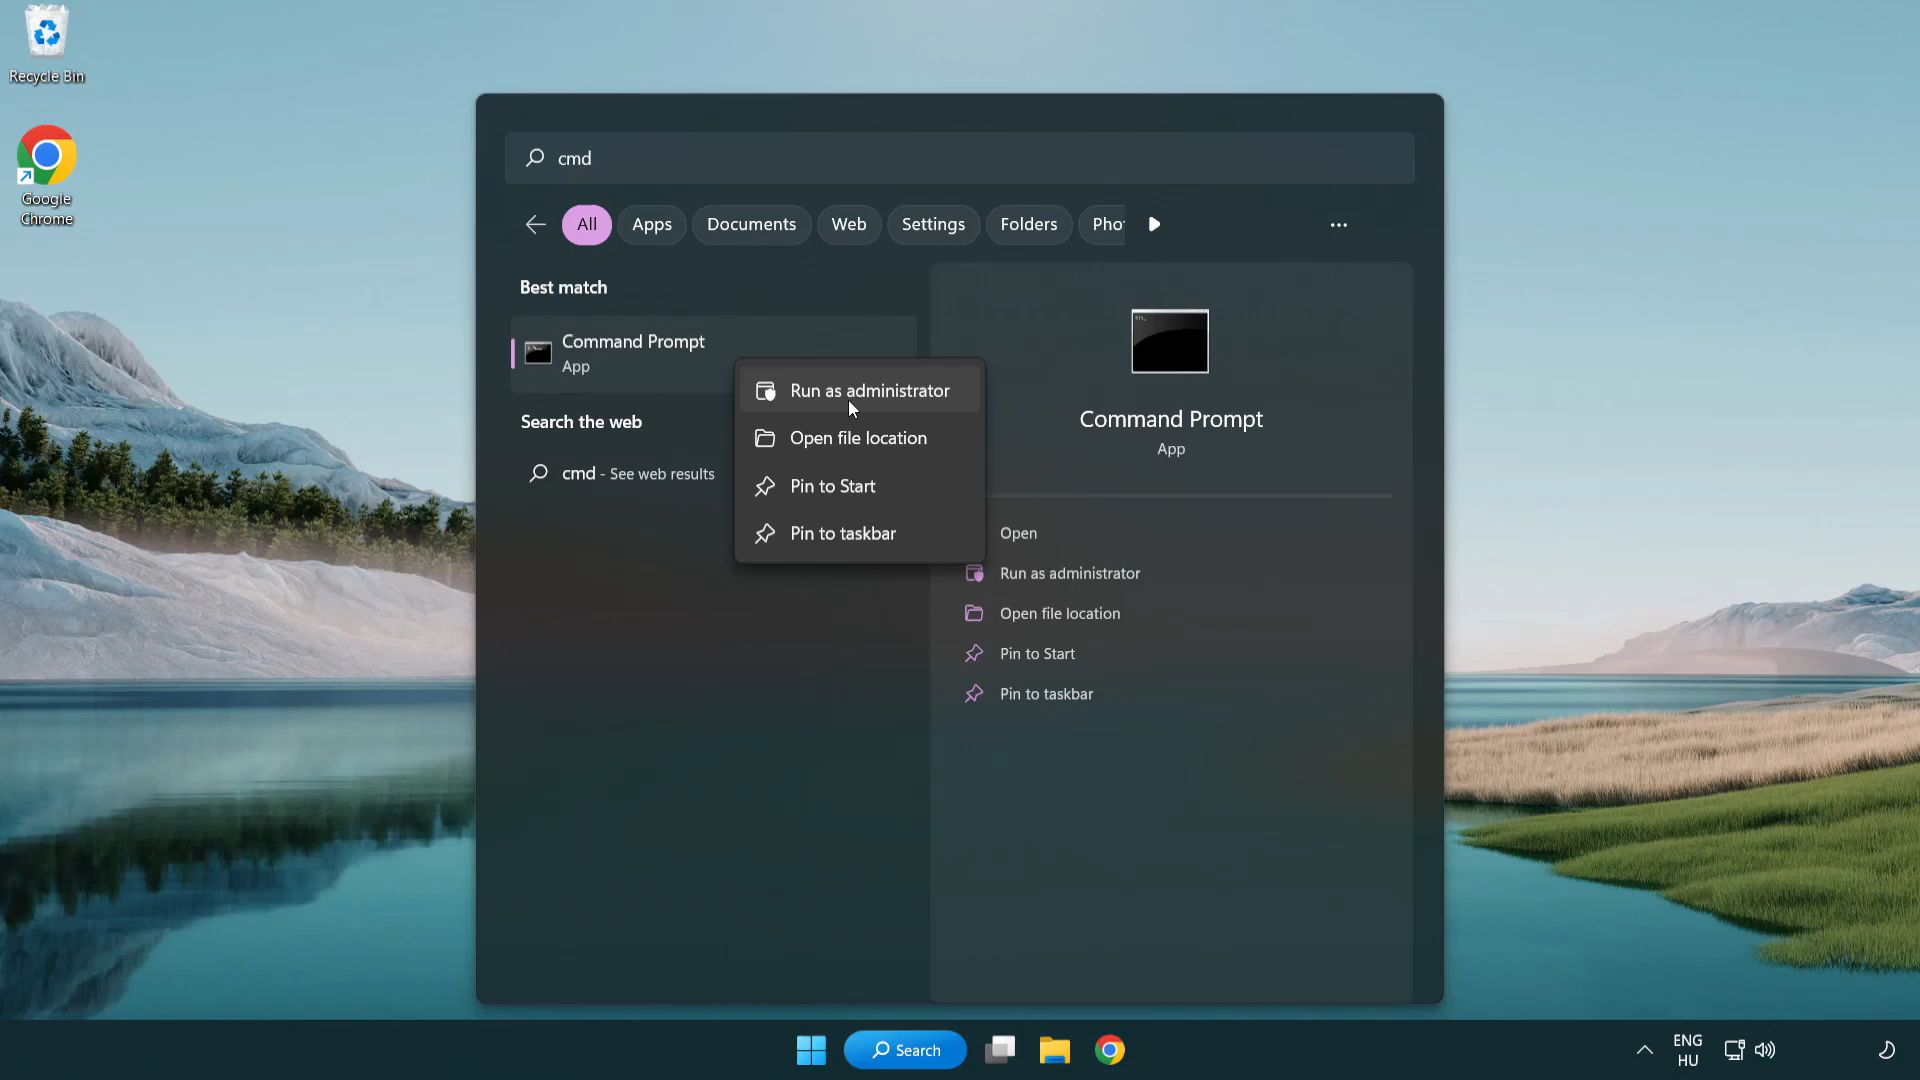 Recycle Bin
Google
Chrome
cmd
All
Apps
Documents
Web
Settings
Folders
Pho
Best match
Command Prompt
App
Search the web
cmd - See web results
Run as administrator
Open file location
Pin to Start
Pin to taskbar
Command Prompt
App
Open
Run as administrator
Open file location
Pin to Start
Pin to taskbar
Search
ENG
HU